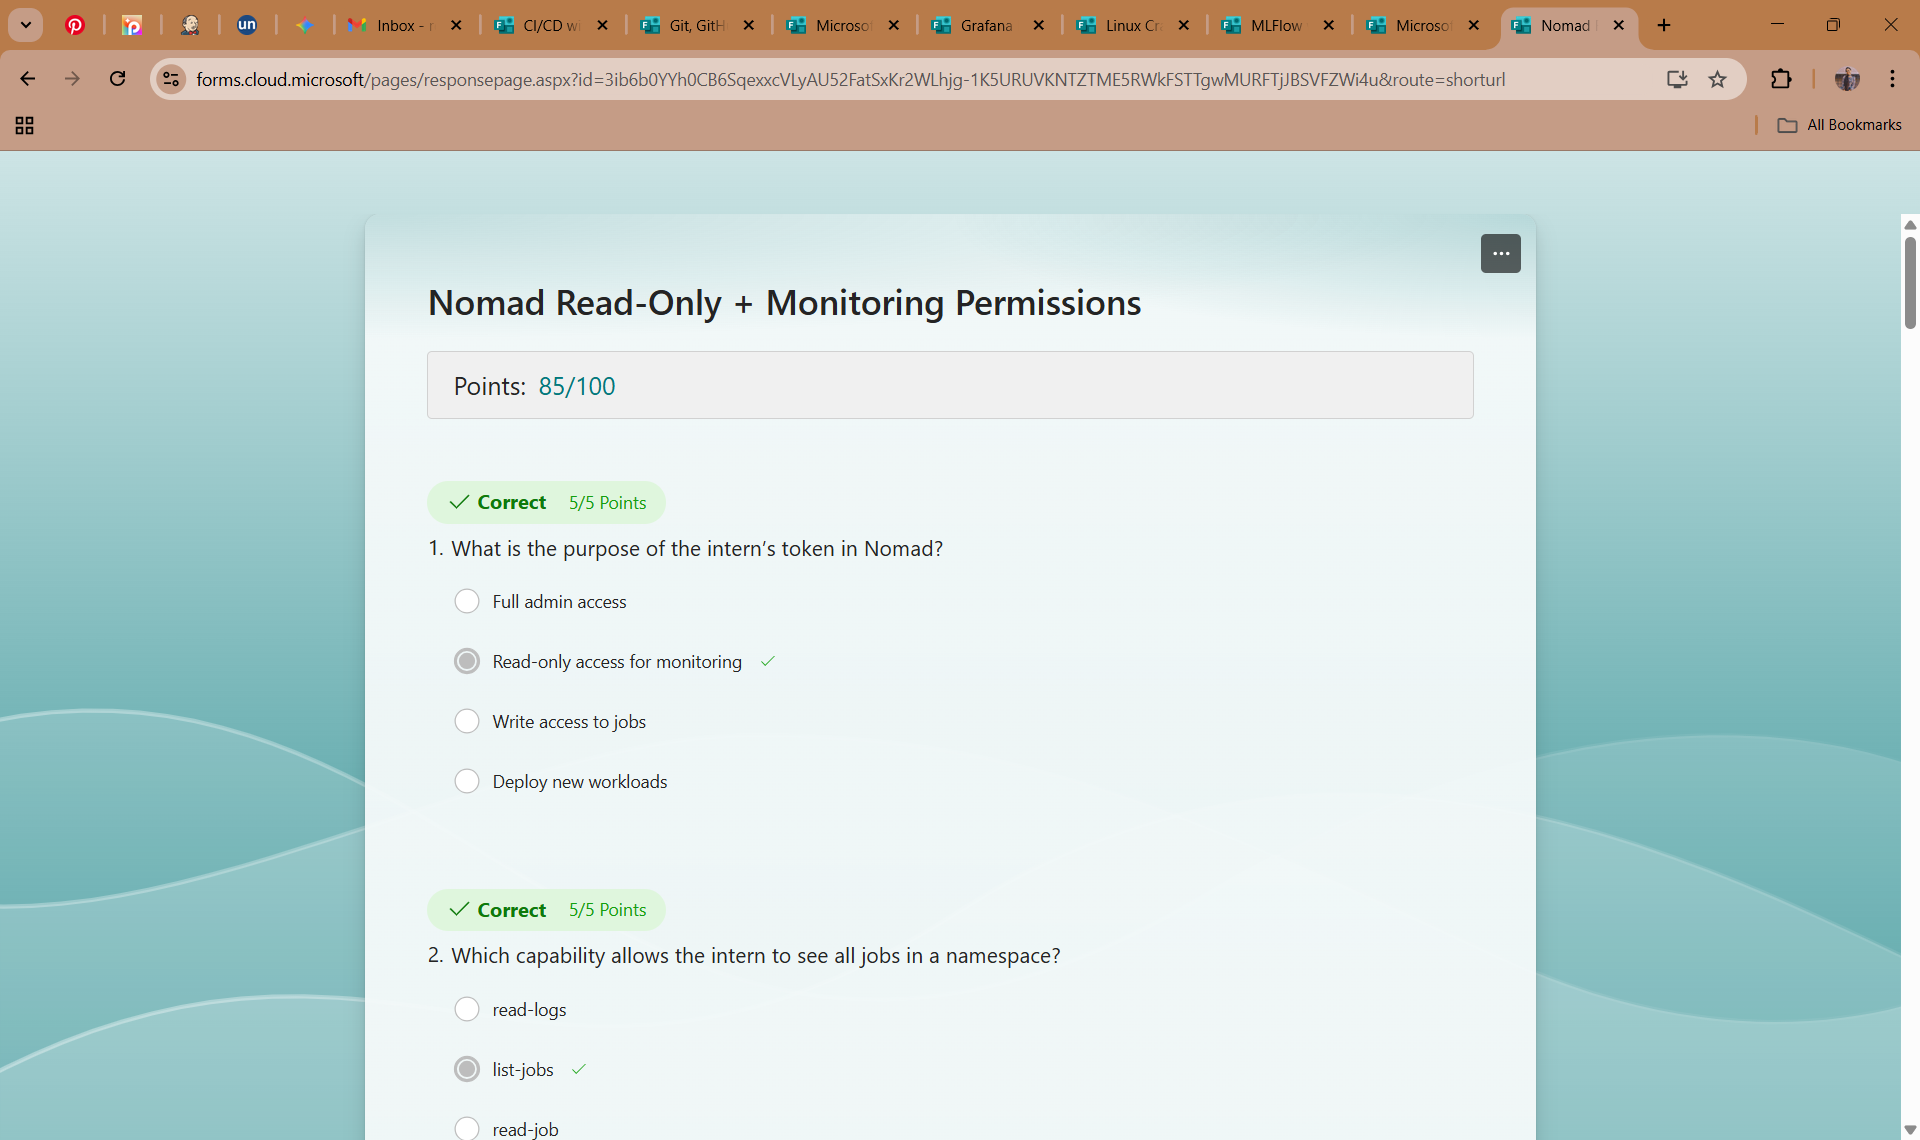 un
Inbox - r
CI/CD wi
Git, GitH
Microsof
Grafana
Linux Cr
MLFlow
Microsof
Nomad
forms.cloud.microsoft/pages/responsepage.aspx?id=3ib6b0YYh0CB6SqexxcVLyAU52FatSxKr2WLhjg-1K5URUVKNTZTME5RWkFSTTgwMURFTjJBSVFZWi4u&route=shorturl
All Bookmarks
Nomad Read-Only + Monitoring Permissions
Points: 85/100
Correct 5/5 Points
1. What is the purpose of the intern’s token in Nomad?
Full admin access
Read-only access for monitoring
Write access to jobs
Deploy new workloads
Correct 5/5 Points
2. Which capability allows the intern to see all jobs in a namespace?
read-logs
list-jobs
read-job